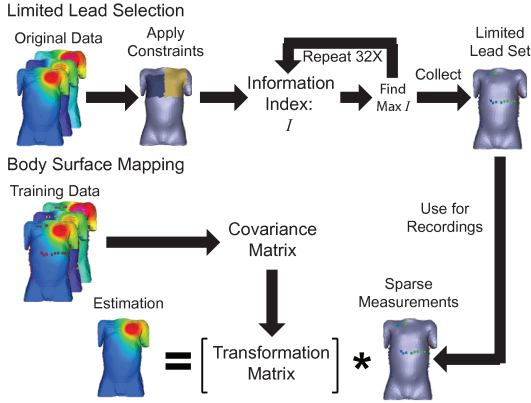 Limited Lead Selection
Original Data
Apply
Constraints
Information
Index:
I
Repeat 32X
Find
Max I
Collect
Limited
Lead Set
Body Surface Mapping
Training Data
Covariance
Matrix
Use for
Recordings
Estimation
=
[Transformation
Matrix]
*
Sparse
Measurements